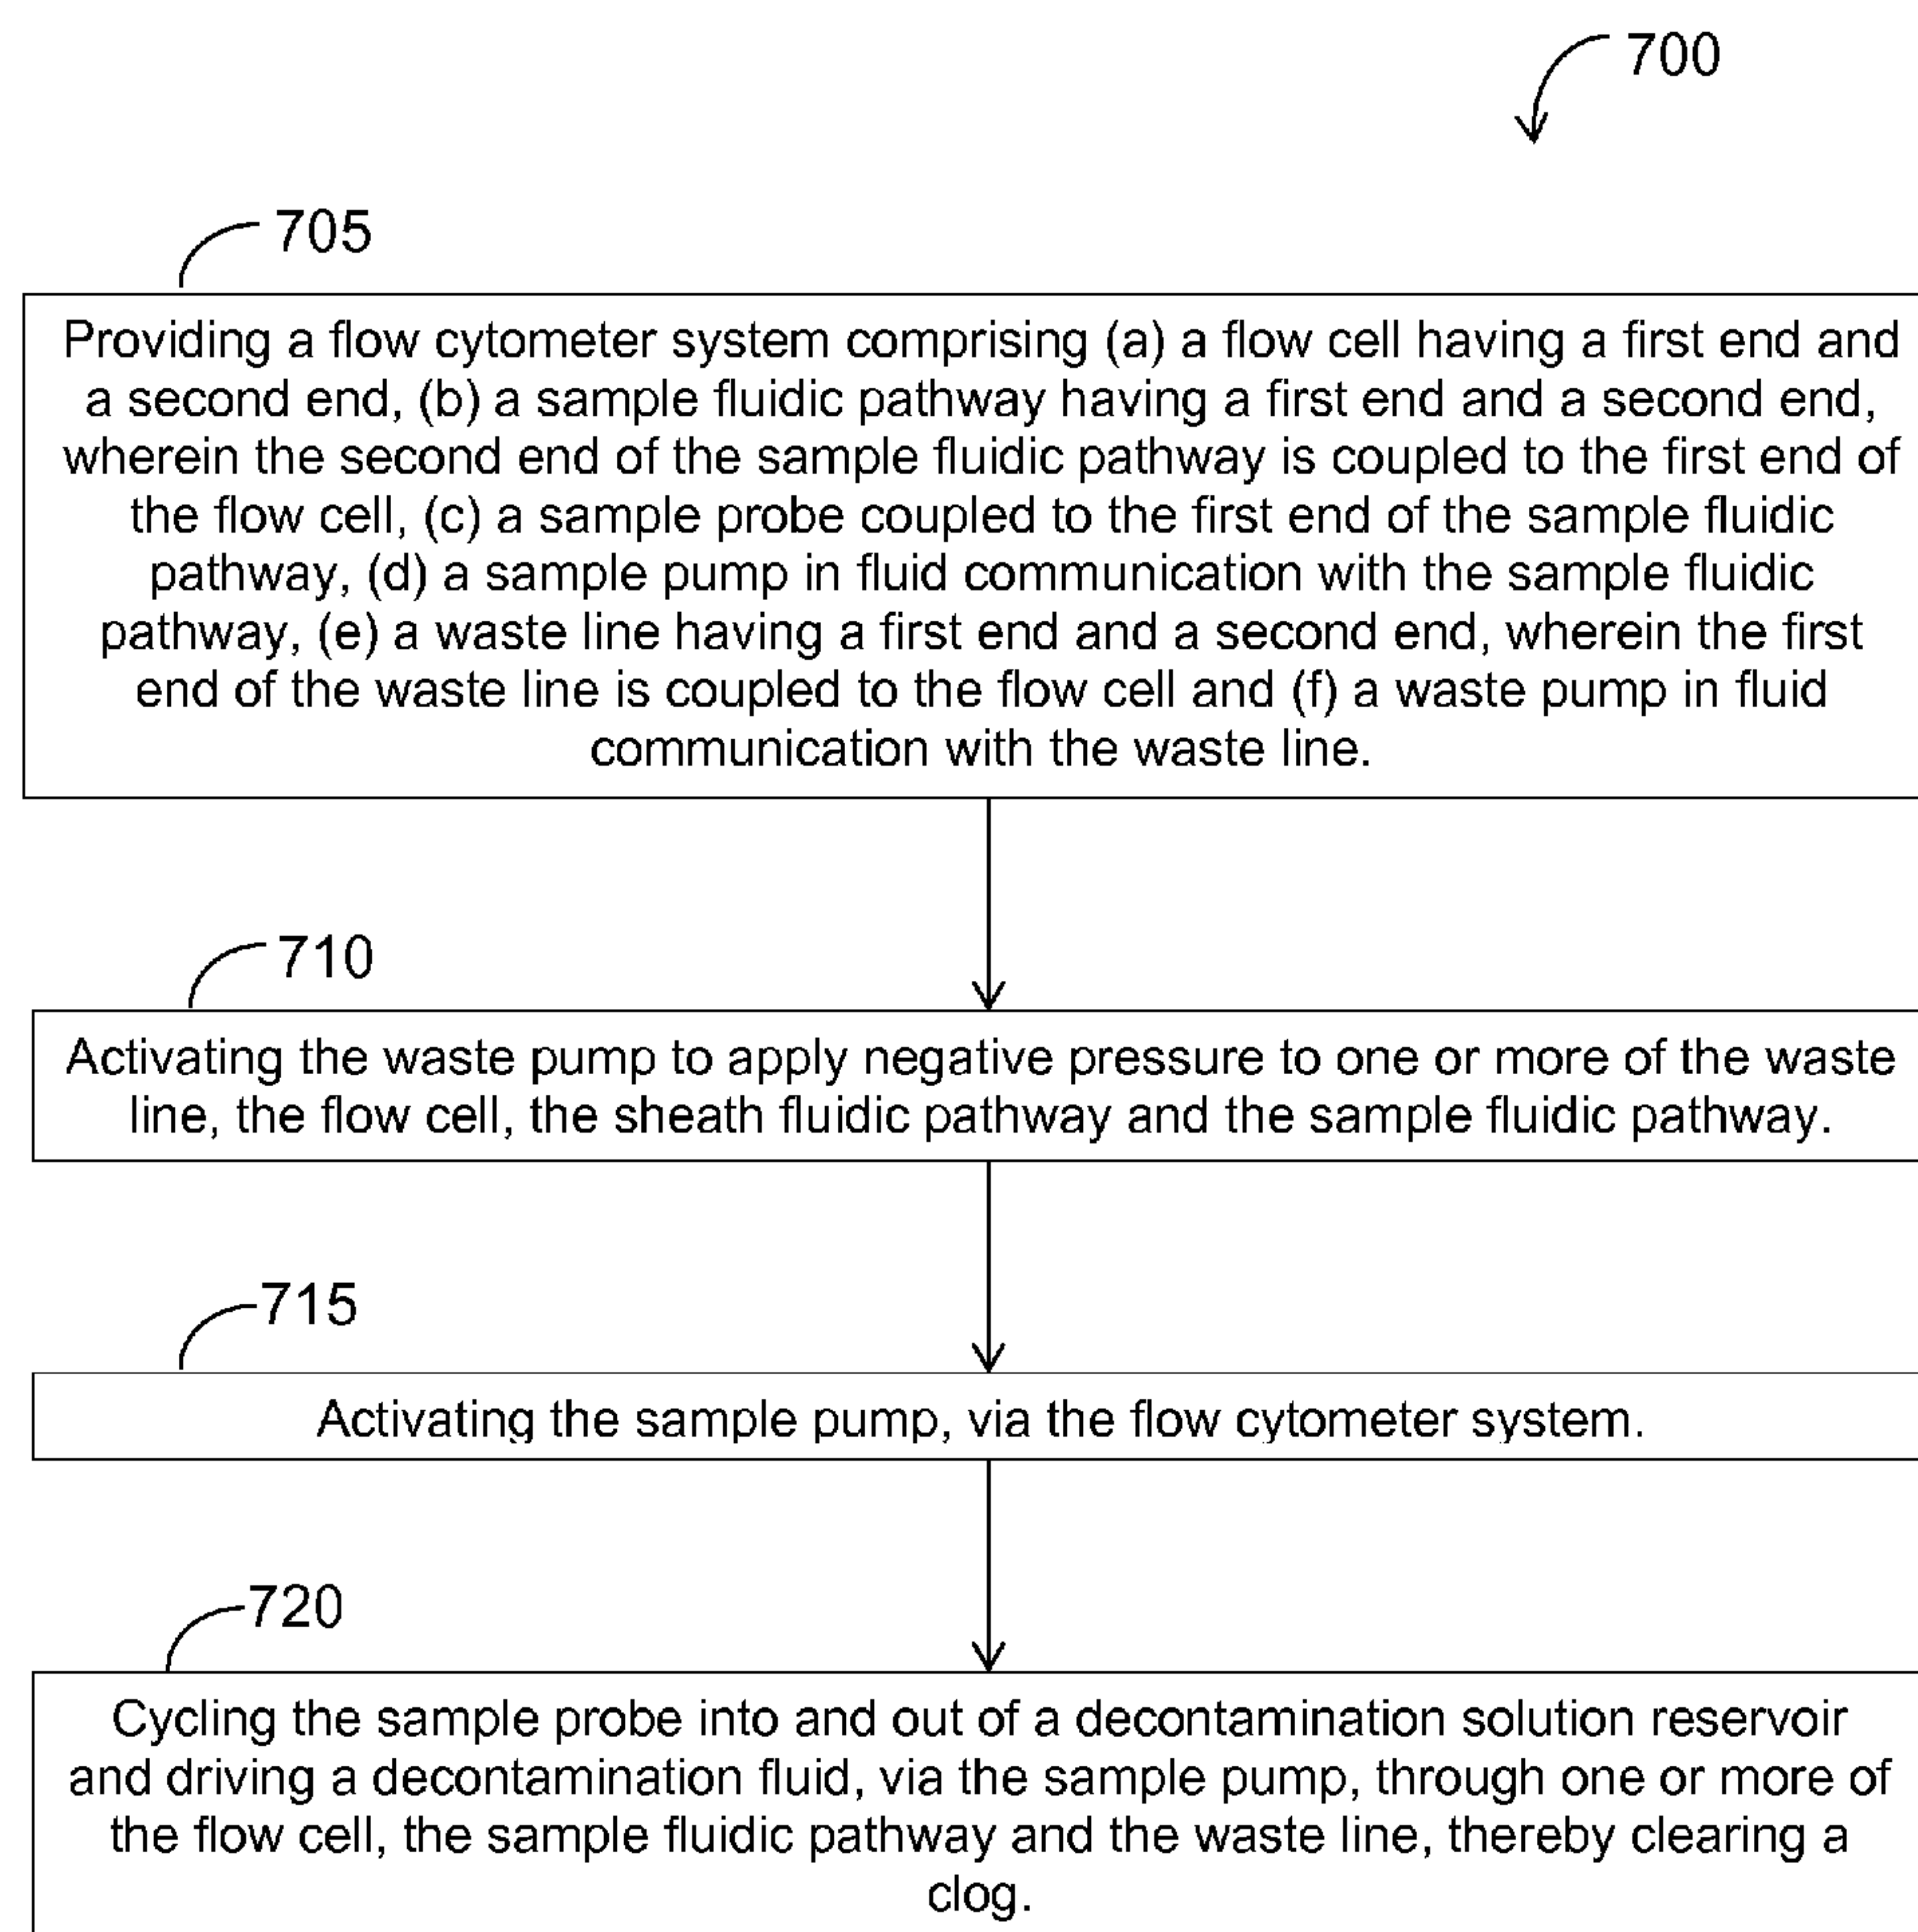 700
705
Providing a flow cytometer system comprising (a) a flow cell having a first end and
a second end, (b) a sample fluidic pathway having a first end and a second end,
wherein the second end of the sample fluidic pathway is coupled to the first end of
the flow cell, (c) a sample probe coupled to the first end of the sample fluidic
pathway, (d) a sample pump in fluid communication with the sample fluidic
pathway, (e) a waste line having a first end and a second end, wherein the first
end of the waste line is coupled to the flow cell and (f) a waste pump in fluid
communication with the waste line.
710
Activating the waste pump to apply negative pressure to one or more of the waste
line, the flow cell, the sheath fluidic pathway and the sample fluidic pathway.
715
Activating the sample pump, via the flow cytometer system.
720
Cycling the sample probe into and out of a decontamination solution reservoir
and driving a decontamination fluid, via the sample pump, through one or more of
the flow cell, the sample fluidic pathway and the waste line, thereby clearing a
clog.